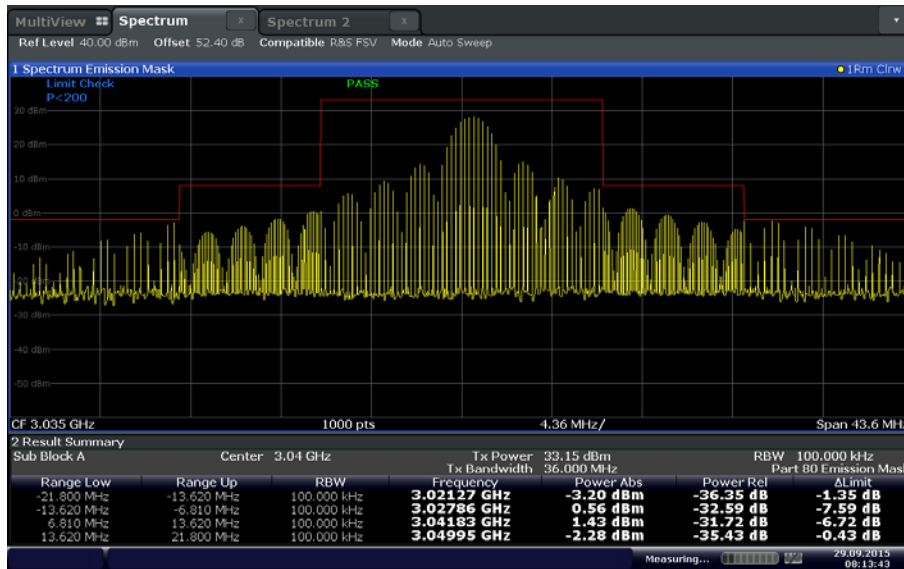 MultiView Spectrum x Spectrum 2 x
Ref Level 40.00 dBm Offset 52.40 dB Compatible R&S FSV Mode Auto Sweep
1 Spectrum Emission Mask 1Rm Clrw
Limit Check PASS
P<200
30 dBm
20 dBm
10 dBm
0 dBm
-10 dBm
-30 dBm
-40 dBm
-50 dBm
CF 3.035 GHz 1000 pts 4.36 MHz/ Span 43.6 MHz
2 Result Summary
Sub Block A Center 3.04 GHz Tx Power 33.15 dBm RBW 100.000 kHz
Tx Bandwidth 36.000 MHz Part 80 Emission Mask
Range Low Range Up RBW Frequency Power Abs Power Rel ΔLimit
-21.800 MHz -13.620 MHz 100.000 kHz 3.02127 GHz -3.20 dBm -36.35 dB -1.35 dB
-13.620 MHz -6.810 MHz 100.000 kHz 3.02786 GHz 0.56 dBm -32.59 dB -7.59 dB
6.810 MHz 13.620 MHz 100.000 kHz 3.04183 GHz 1.43 dBm -31.72 dB -6.72 dB
13.620 MHz 21.800 MHz 100.000 kHz 3.04995 GHz -2.28 dBm -35.43 dB -0.43 dB
Measuring... 29.09.2015
08:13:43